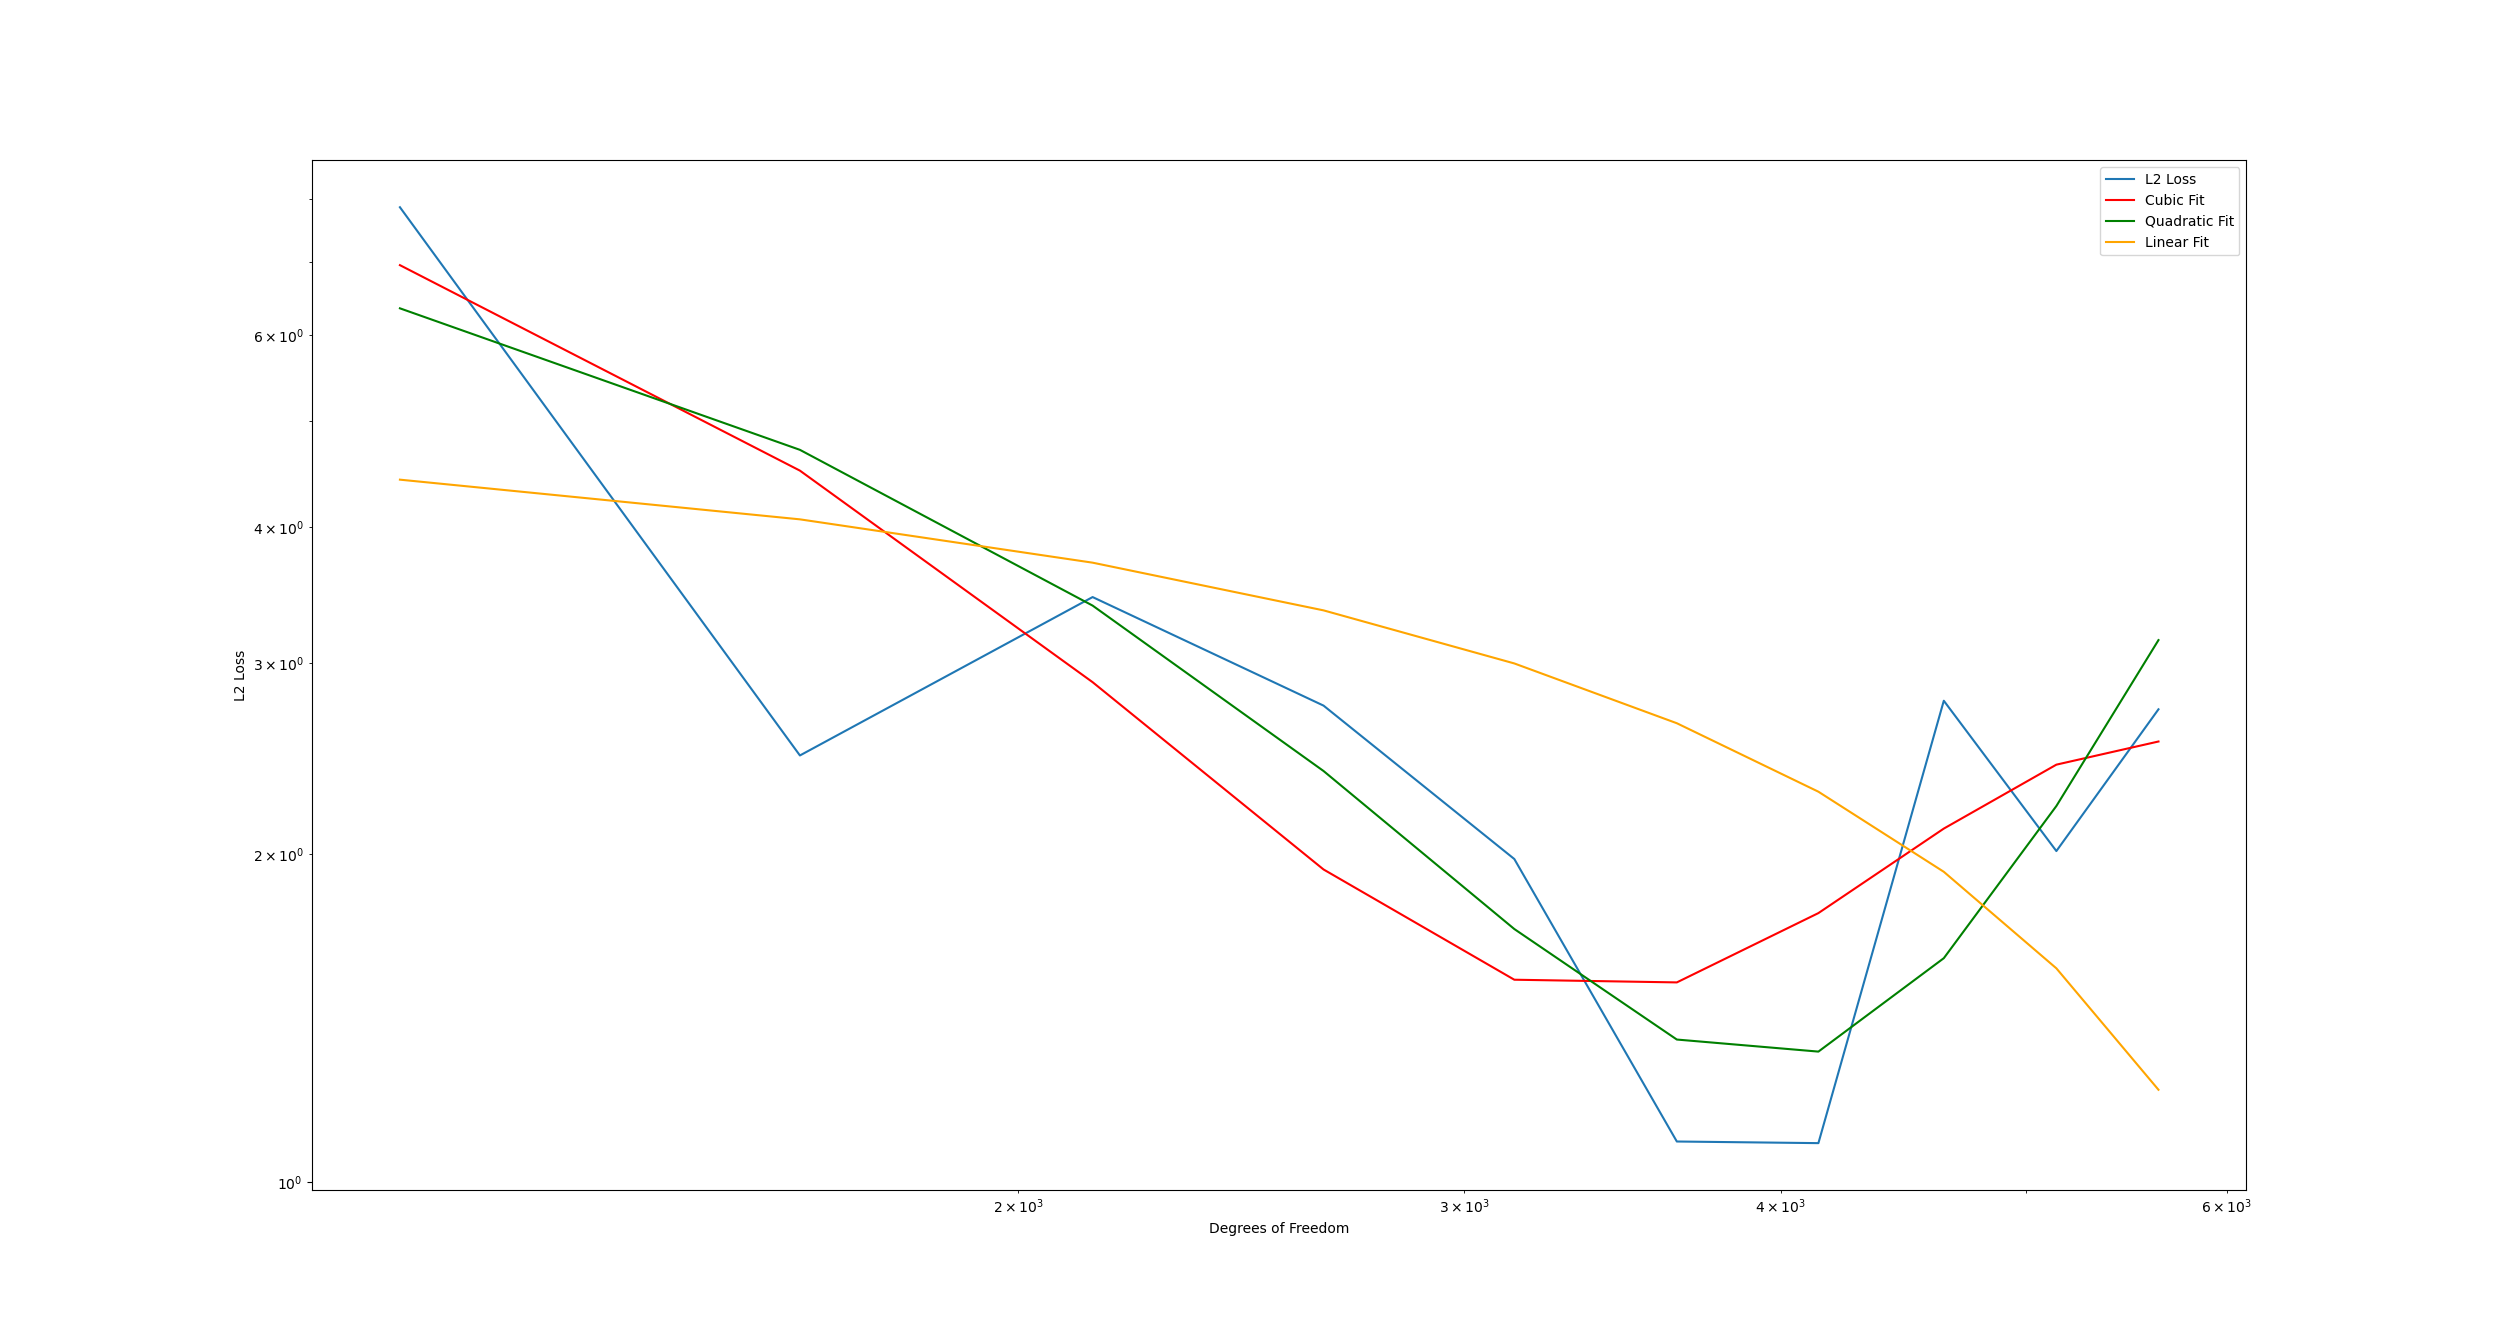 L2 Loss
Cubic Fit
Quadratic Fit
Linear Fit
6 × 10⁰
4 × 10⁰
3 × 10⁰
2 × 10⁰
10⁰
L2 Loss
2 × 10³
3 × 10³
4 × 10³
6 × 10³
Degrees of Freedom